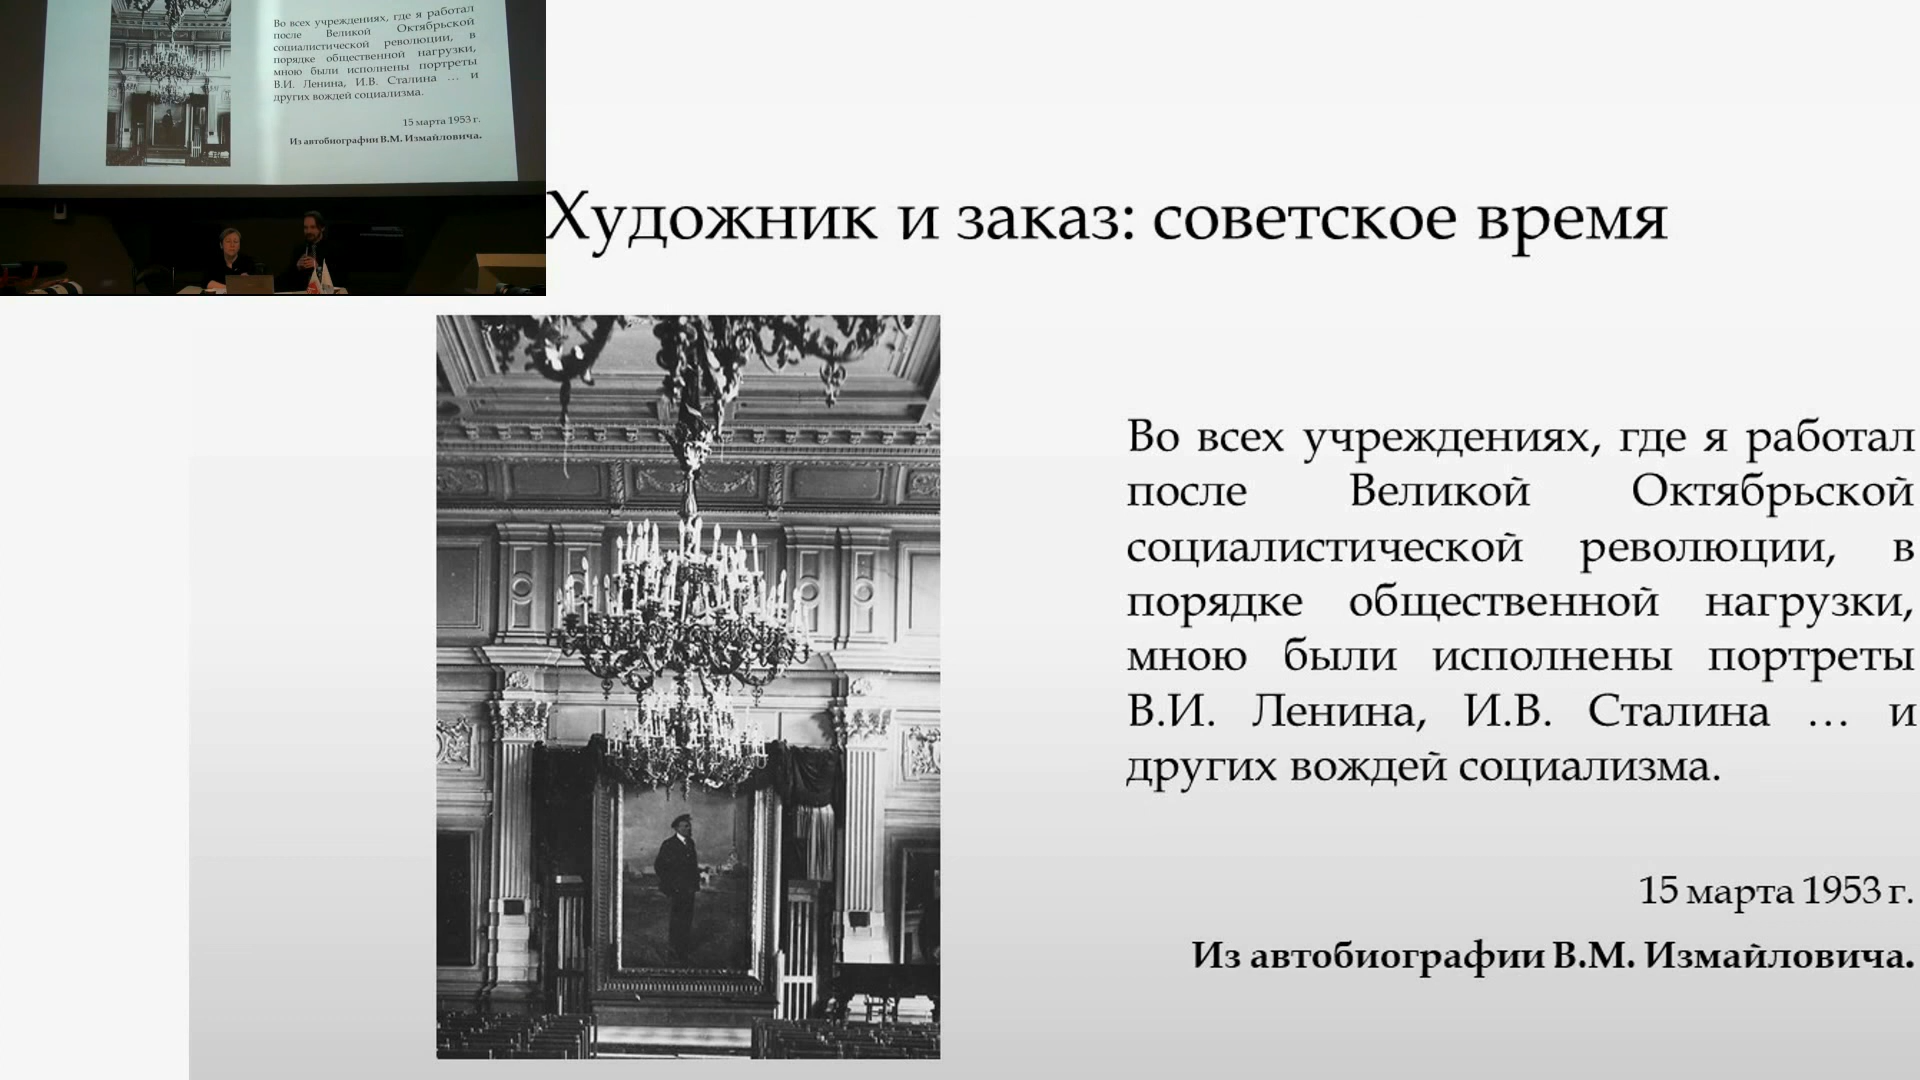 Во всех учреждениях, где я работал
после Великой Октябрьской
социалистической революции, в
порядке общественной нагрузки,
мною были исполнены портреты
В.И. Ленина, И.В. Сталина … и
других вождей социализма.
15 марта 1953 г.
Из автобиографии В.М. Измайловича.
Художник и заказ: советское время
Во всех учреждениях, где я работал
после Великой Октябрьской
социалистической революции, в
порядке общественной нагрузки,
мною были исполнены портреты
В.И. Ленина, И.В. Сталина … и
других вождей социализма.
15 марта 1953 г.
Из автобиографии В.М. Измайловича.